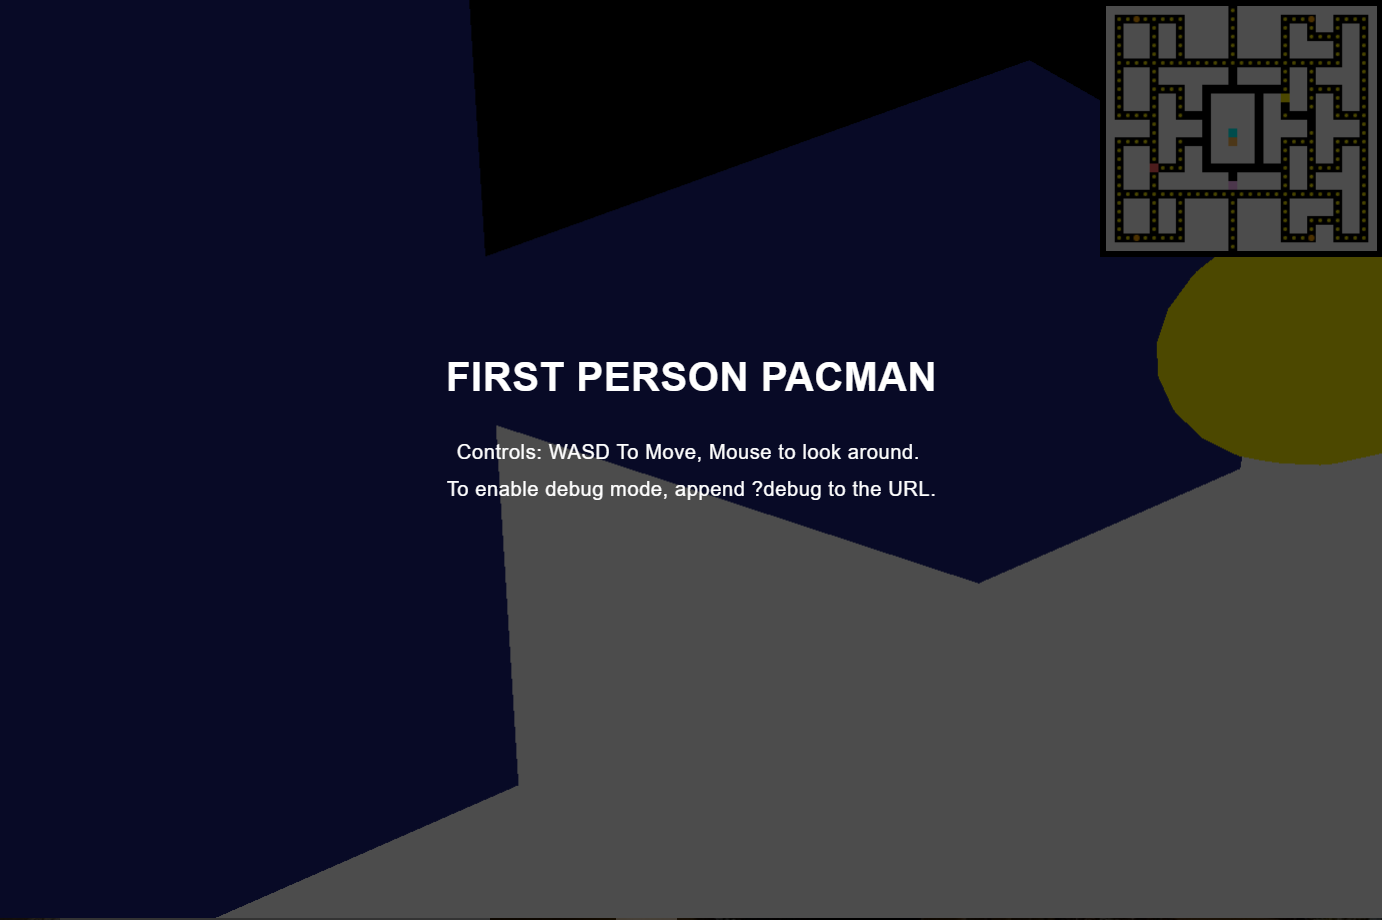 FIRST PERSON PACMAN
Controls: WASD To Move, Mouse to look around.
To enable debug mode, append ?debug to the URL.